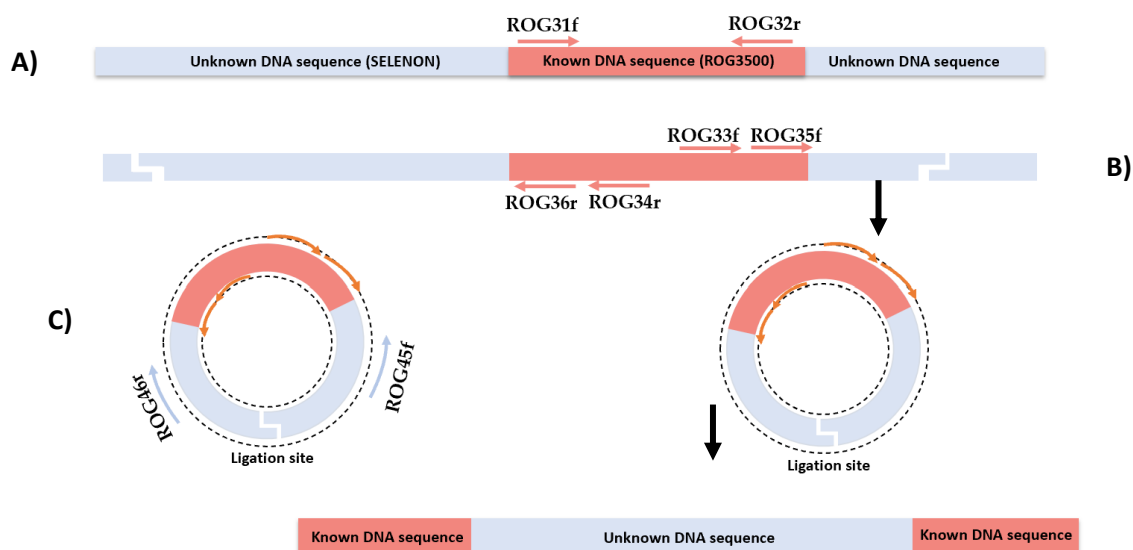 ROG31f
ROG32r
A)
Unknown DNA sequence (SELENON)
Known DNA sequence (ROG3500)
Unknown DNA sequence
ROG33f
ROG35f
B)
ROG36r
ROG34r
C)
ROG46r
ROG45f
Ligation site
Ligation site
Known DNA sequence
Unknown DNA sequence
Known DNA sequence